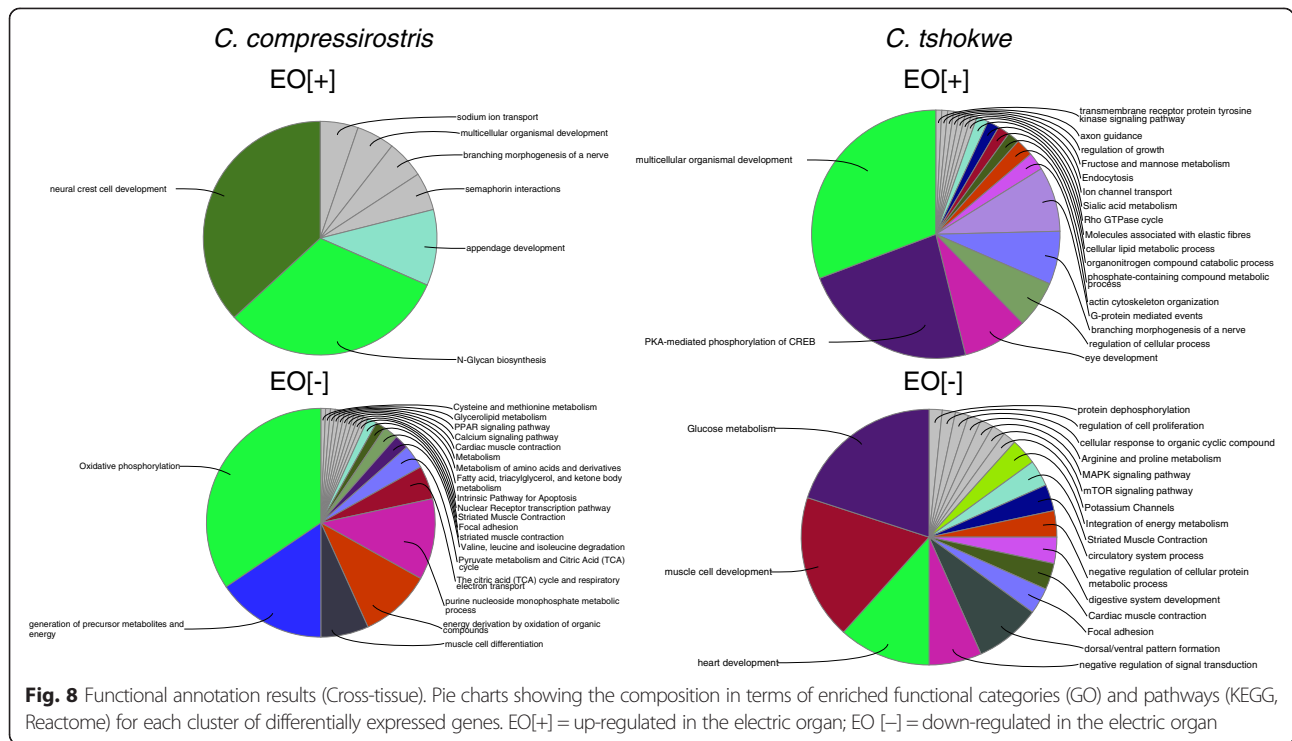 C. compressirostris
EO[+]
sodium ion transport
multicellular organismal development
branching morphogenesis of a nerve
neural crest cell development
semaphorin interactions
appendage development
N-Glycan biosynthesis
EO[-]
Cysteine and methionine metabolism
Glycerolipid metabolism
PPAR signaling pathway
Calcium signaling pathway
Cardiac muscle contraction
Metabolism
Oxidative phosphorylation
Metabolism of amino acids and derivatives
Fatty acid, triacylglycerol, and ketone body
metabolism
Intrinsic Pathway for Apoptosis
Nuclear Receptor transcription pathway
Striated Muscle Contraction
Focal adhesion
striated muscle contraction
Valine, leucine and isoleucine degradation
Pyruvate metabolism and Citric Acid (TCA)
cycle
The citric acid (TCA) cycle and respiratory
electron transport
purine nucleoside monophosphate metabolic
process
generation of precursor metabolites and
energy
energy derivation by oxidation of organic
compounds
muscle cell differentiation
C. tshokwe
EO[+]
transmembrane receptor protein tyrosine
kinase signaling pathway
axon guidance
regulation of growth
multicellular organismal development
Fructose and mannose metabolism
Endocytosis
Ion channel transport
Sialic acid metabolism
Rho GTPase cycle
Molecules associated with elastic fibres
cellular lipid metabolic process
organonitrogen compound catabolic process
phosphate-containing compound metabolic
process
actin cytoskeleton organization
G-protein mediated events
branching morphogenesis of a nerve
PKA-mediated phosphorylation of CREB
regulation of cellular process
eye development
EO[-]
protein dephosphorylation
regulation of cell proliferation
Glucose metabolism
cellular response to organic cyclic compound
Arginine and proline metabolism
MAPK signaling pathway
mTOR signaling pathway
Potassium Channels
Integration of energy metabolism
Striated Muscle Contraction
circulatory system process
muscle cell development
negative regulation of cellular protein
metabolic process
digestive system development
Cardiac muscle contraction
Focal adhesion
dorsal/ventral pattern formation
heart development
negative regulation of signal transduction
Fig. 8 Functional annotation results (Cross-tissue). Pie charts showing the composition in terms of enriched functional categories (GO) and pathways (KEGG,
Reactome) for each cluster of differentially expressed genes. EO[+] = up-regulated in the electric organ; EO [−] = down-regulated in the electric organ